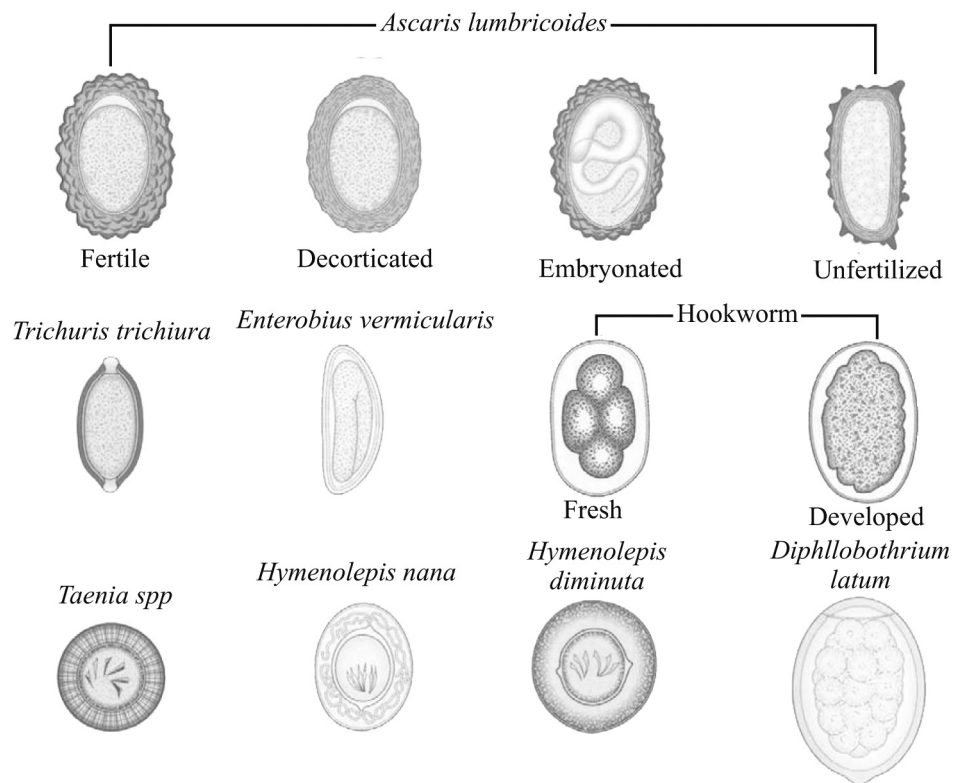 Ascaris lumbricoides
Fertile
Decorticated
Embryonated
Unfertilized
Trichuris trichiura
Enterobius vermicularis
Hookworm
Fresh
Developed
Taenia spp
Hymenolepis nana
Hymenolepis
diminuta
Diphllobothrium
latum